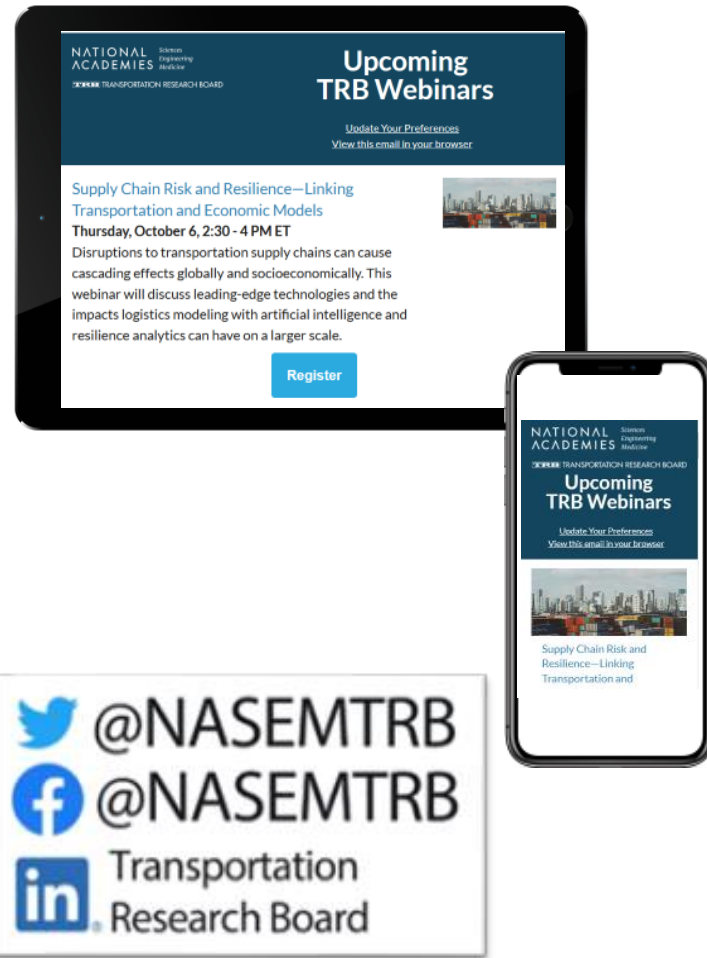 NATIONAL
ACADEMIES
Sciences
Engineering
Medicine
TRB TRANSPORTATION RESEARCH BOARD
Upcoming
TRB Webinars
Update Your Preferences
View this email in your browser
Supply Chain Risk and Resilience—Linking
Transportation and Economic Models
Thursday, October 6, 2:30 - 4 PM ET
Disruptions to transportation supply chains can cause
cascading effects globally and socioeconomically. This
webinar will discuss leading-edge technologies and the
impacts logistics modeling with artificial intelligence and
resilience analytics can have on a larger scale.
Register
NATIONAL
ACADEMIES
Sciences
Engineering
Medicine
TRB TRANSPORTATION RESEARCH BOARD
Upcoming
TRB Webinars
Update Your Preferences
View this email in your browser
Supply Chain Risk and
Resilience—Linking
Transportation and
@NASEMTRB
@NASEMTRB
in Transportation
Research Board